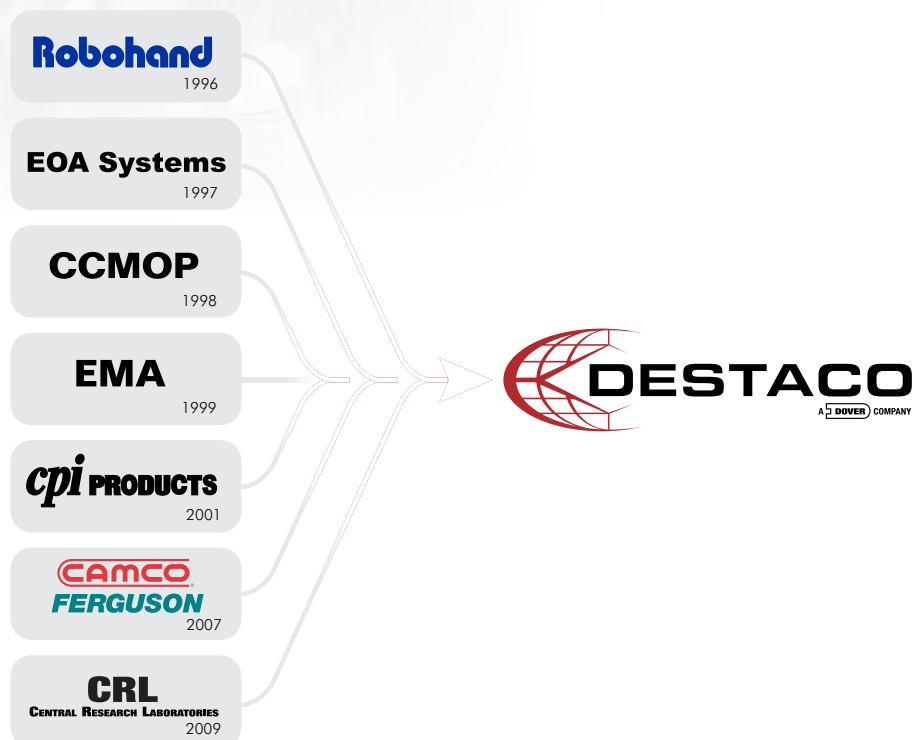 Robohand
1996
EOA Systems
1997
CCMOP
1998
EMA
1999
cpi PRODUCTS
2001
CAMCO®
FERGUSON
2007
CRL
CENTRAL RESEARCH LABORATORIES
2009
DESTACO
A DOVER COMPANY